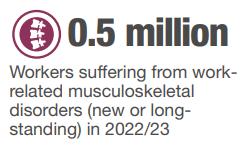 0.5 million
Workers suffering from work-
related musculoskeletal
disorders (new or long-
standing) in 2022/23